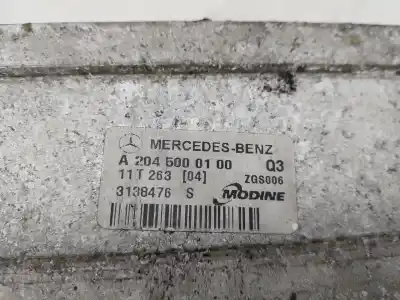 MERCEDES-BENZ
A 204 500 01 00 Q3
11T 263 [04] ZGS006
3138476 S MODINE